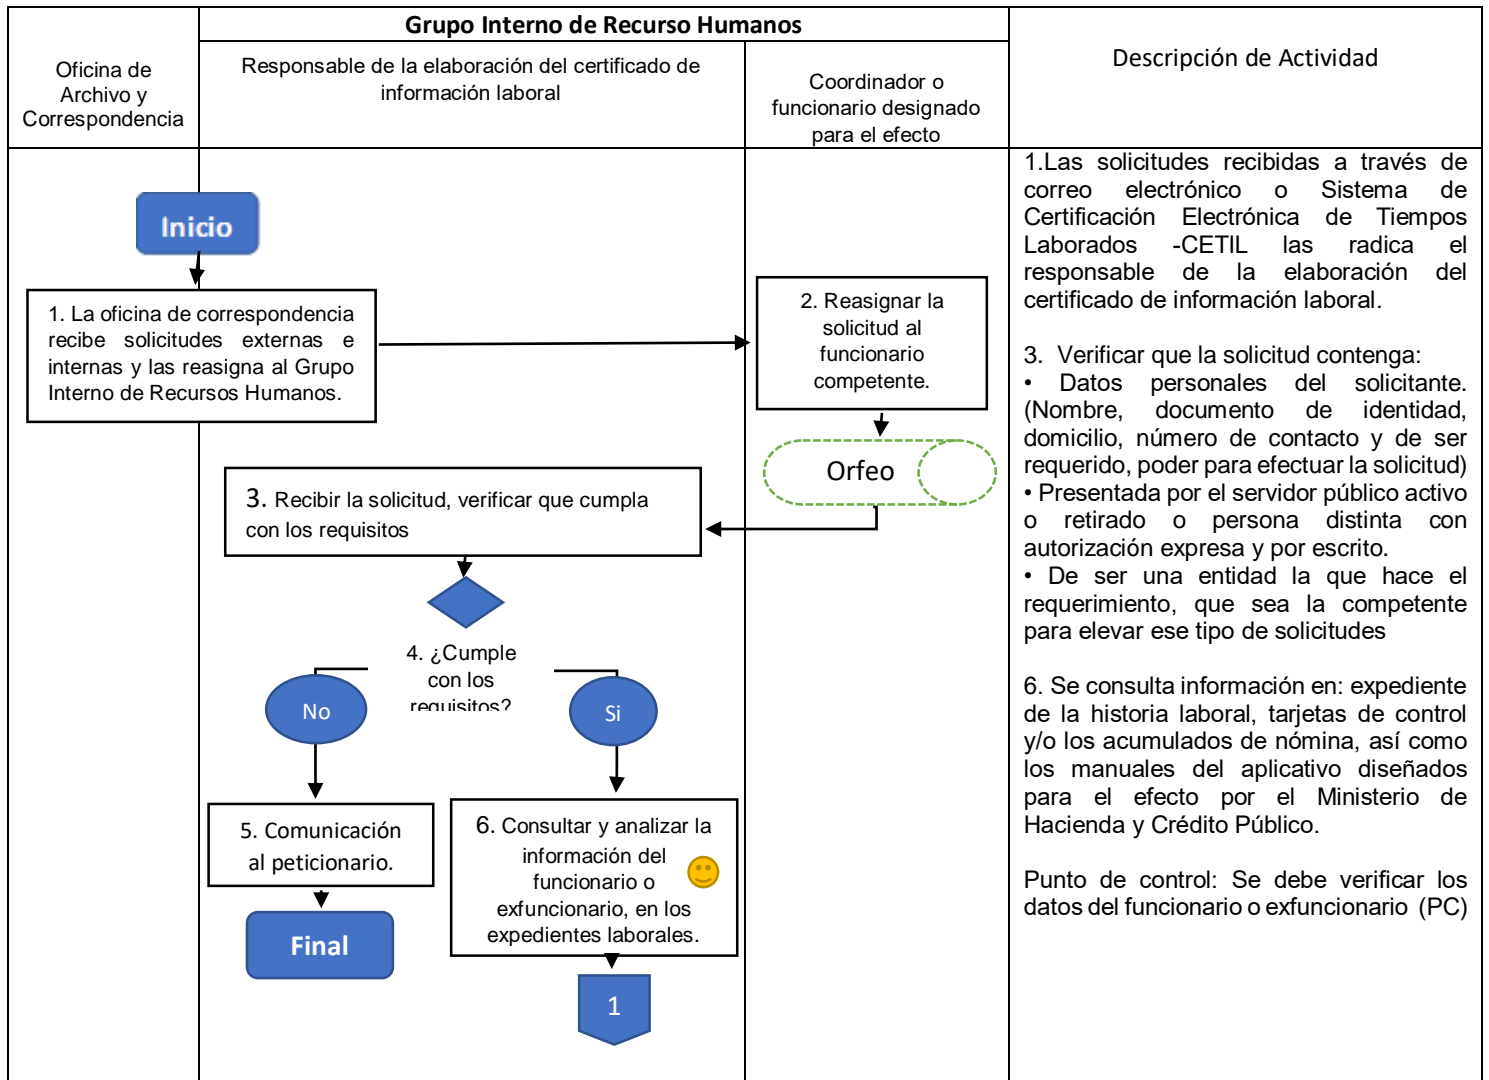 Grupo Interno de Recurso Humanos
Oficina de
Archivo y
Correspondencia
Responsable de la elaboración del certificado de
información laboral
Coordinador o
funcionario designado
para el efecto
Descripción de Actividad
Inicio
1. La oficina de correspondencia
recibe solicitudes externas e
internas y las reasigna al Grupo
Interno de Recursos Humanos.
2. Reasignar la
solicitud al
funcionario
competente.
Orfeo
3. Recibir la solicitud, verificar que cumpla
con los requisitos
4. ¿Cumple
con los
requisitos?
No
Si
5. Comunicación
al peticionario.
Final
6. Consultar y analizar la
información del
funcionario o
exfuncionario, en los
expedientes laborales.
1
1.Las solicitudes recibidas a través de
correo electrónico o Sistema de
Certificación Electrónica de Tiempos
Laborados -CETIL las radica el
responsable de la elaboración del
certificado de información laboral.
3. Verificar que la solicitud contenga:
• Datos personales del solicitante.
(Nombre, documento de identidad,
domicilio, número de contacto y de ser
requerido, poder para efectuar la solicitud)
• Presentada por el servidor público activo
o retirado o persona distinta con
autorización expresa y por escrito.
• De ser una entidad la que hace el
requerimiento, que sea la competente
para elevar ese tipo de solicitudes
6. Se consulta información en: expediente
de la historia laboral, tarjetas de control
y/o los acumulados de nómina, así como
los manuales del aplicativo diseñados
para el efecto por el Ministerio de
Hacienda y Crédito Público.
Punto de control: Se debe verificar los
datos del funcionario o exfuncionario (PC)